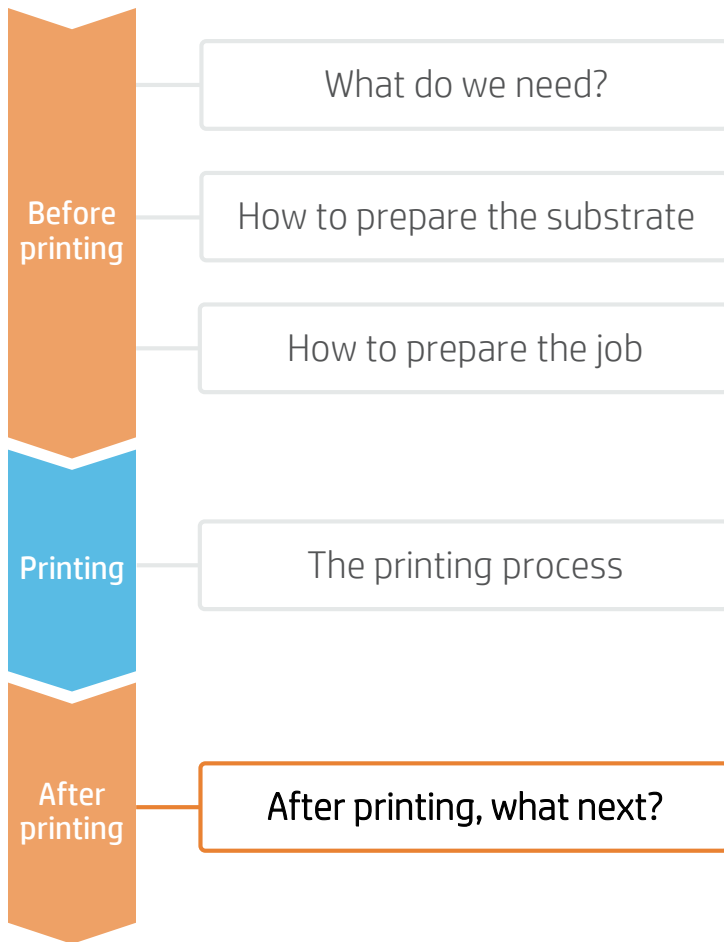 What do we need?
Before
printing
How to prepare the substrate
How to prepare the job
Printing
The printing process
After
printing
After printing, what next?